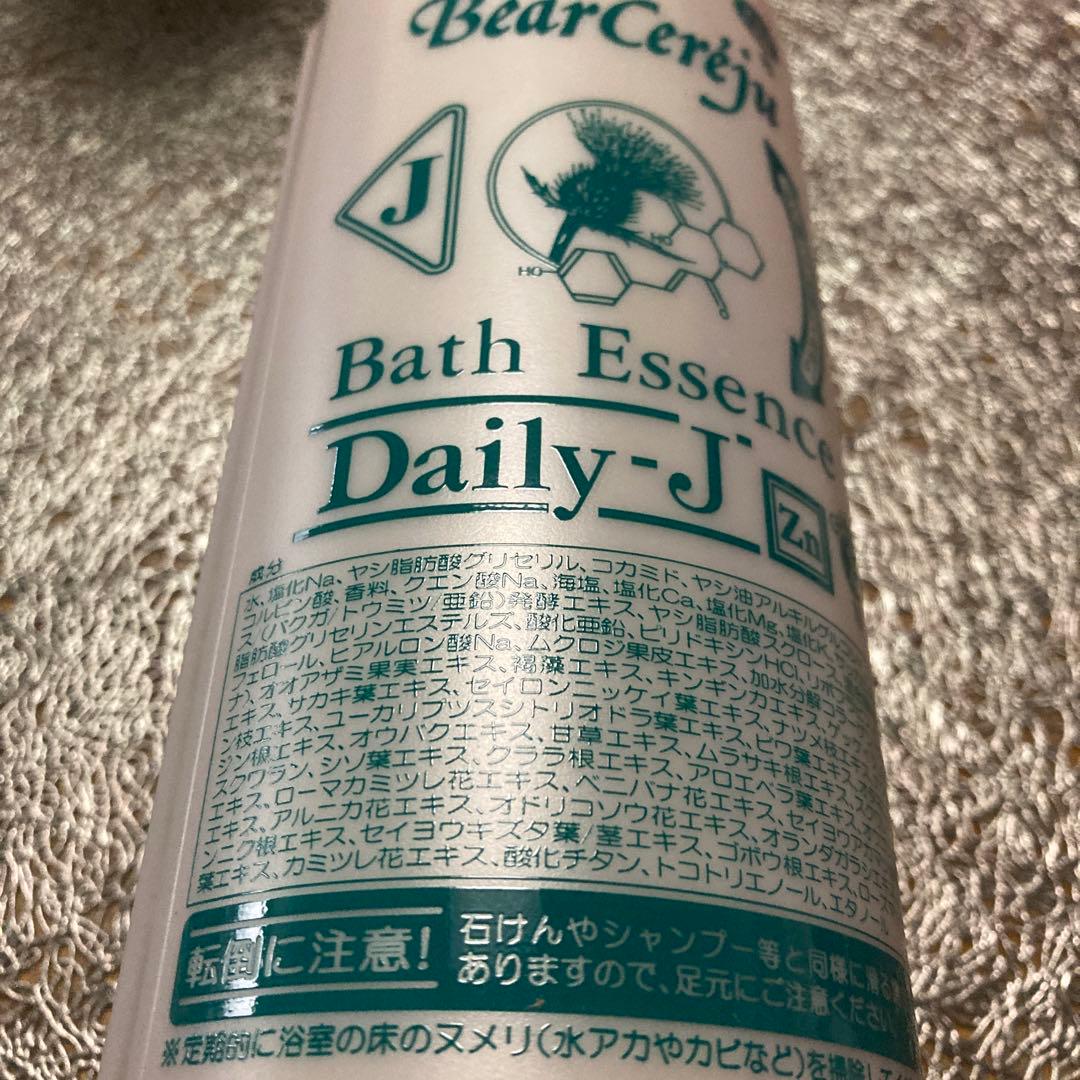 BearCeréju
J
HO
HO
Bath Essence
Daily-J
Zn
成分
水、塩化Na、ヤシ脂肪酸グリセリル、コカミド、ヤシ油アルキルグル
コルビン酸、香料、クエン酸Na、海塩、塩化Ca、塩化Mg、塩化K
ス(バクガ/トウミツ/亜鉛)発酵エキス、ヤシ脂肪酸スクロース
脂肪酸グリセリンエステルズ、酸化亜鉛、ピリドキシンHCl、リボフ
フェロール、ヒアルロン酸Na、ムクロジ果皮エキス、加水分解コラ
ナ)、オオアザミ果実エキス、褐藻エキス、キンギンカエキス、ゲンゲ
エキス、サカキ葉エキス、セイロンニッケイ葉エキス、ナツメ枝エキ
ン枝エキス、ユーカリプツスシトリオドラ葉エキス、ビワ葉エキス
ジン根エキス、オウバクエキス、甘草エキス、ムラサキ根エキス
スクワラン、シソ葉エキス、クララ根エキス、アロエベラ葉エキス、オ
エキス、ローマカミツレ花エキス、ベニバナ花エキス、セイヨウア
エキス、アルニカ花エキス、オドリコソウ花エキス、オランダガラシエキ
ンニク根エキス、セイヨウキズタ葉/茎エキス、ゴボウ根エキス、ローズ
葉エキス、カミツレ花エキス、酸化チタン、トコトリエノール、エタノール
転倒に注意!
石けんやシャンプー等と同様に滑る
ありますので、足元にご注意ください
※定期的に浴室の床のヌメリ(水アカやカビなど)を掃除して